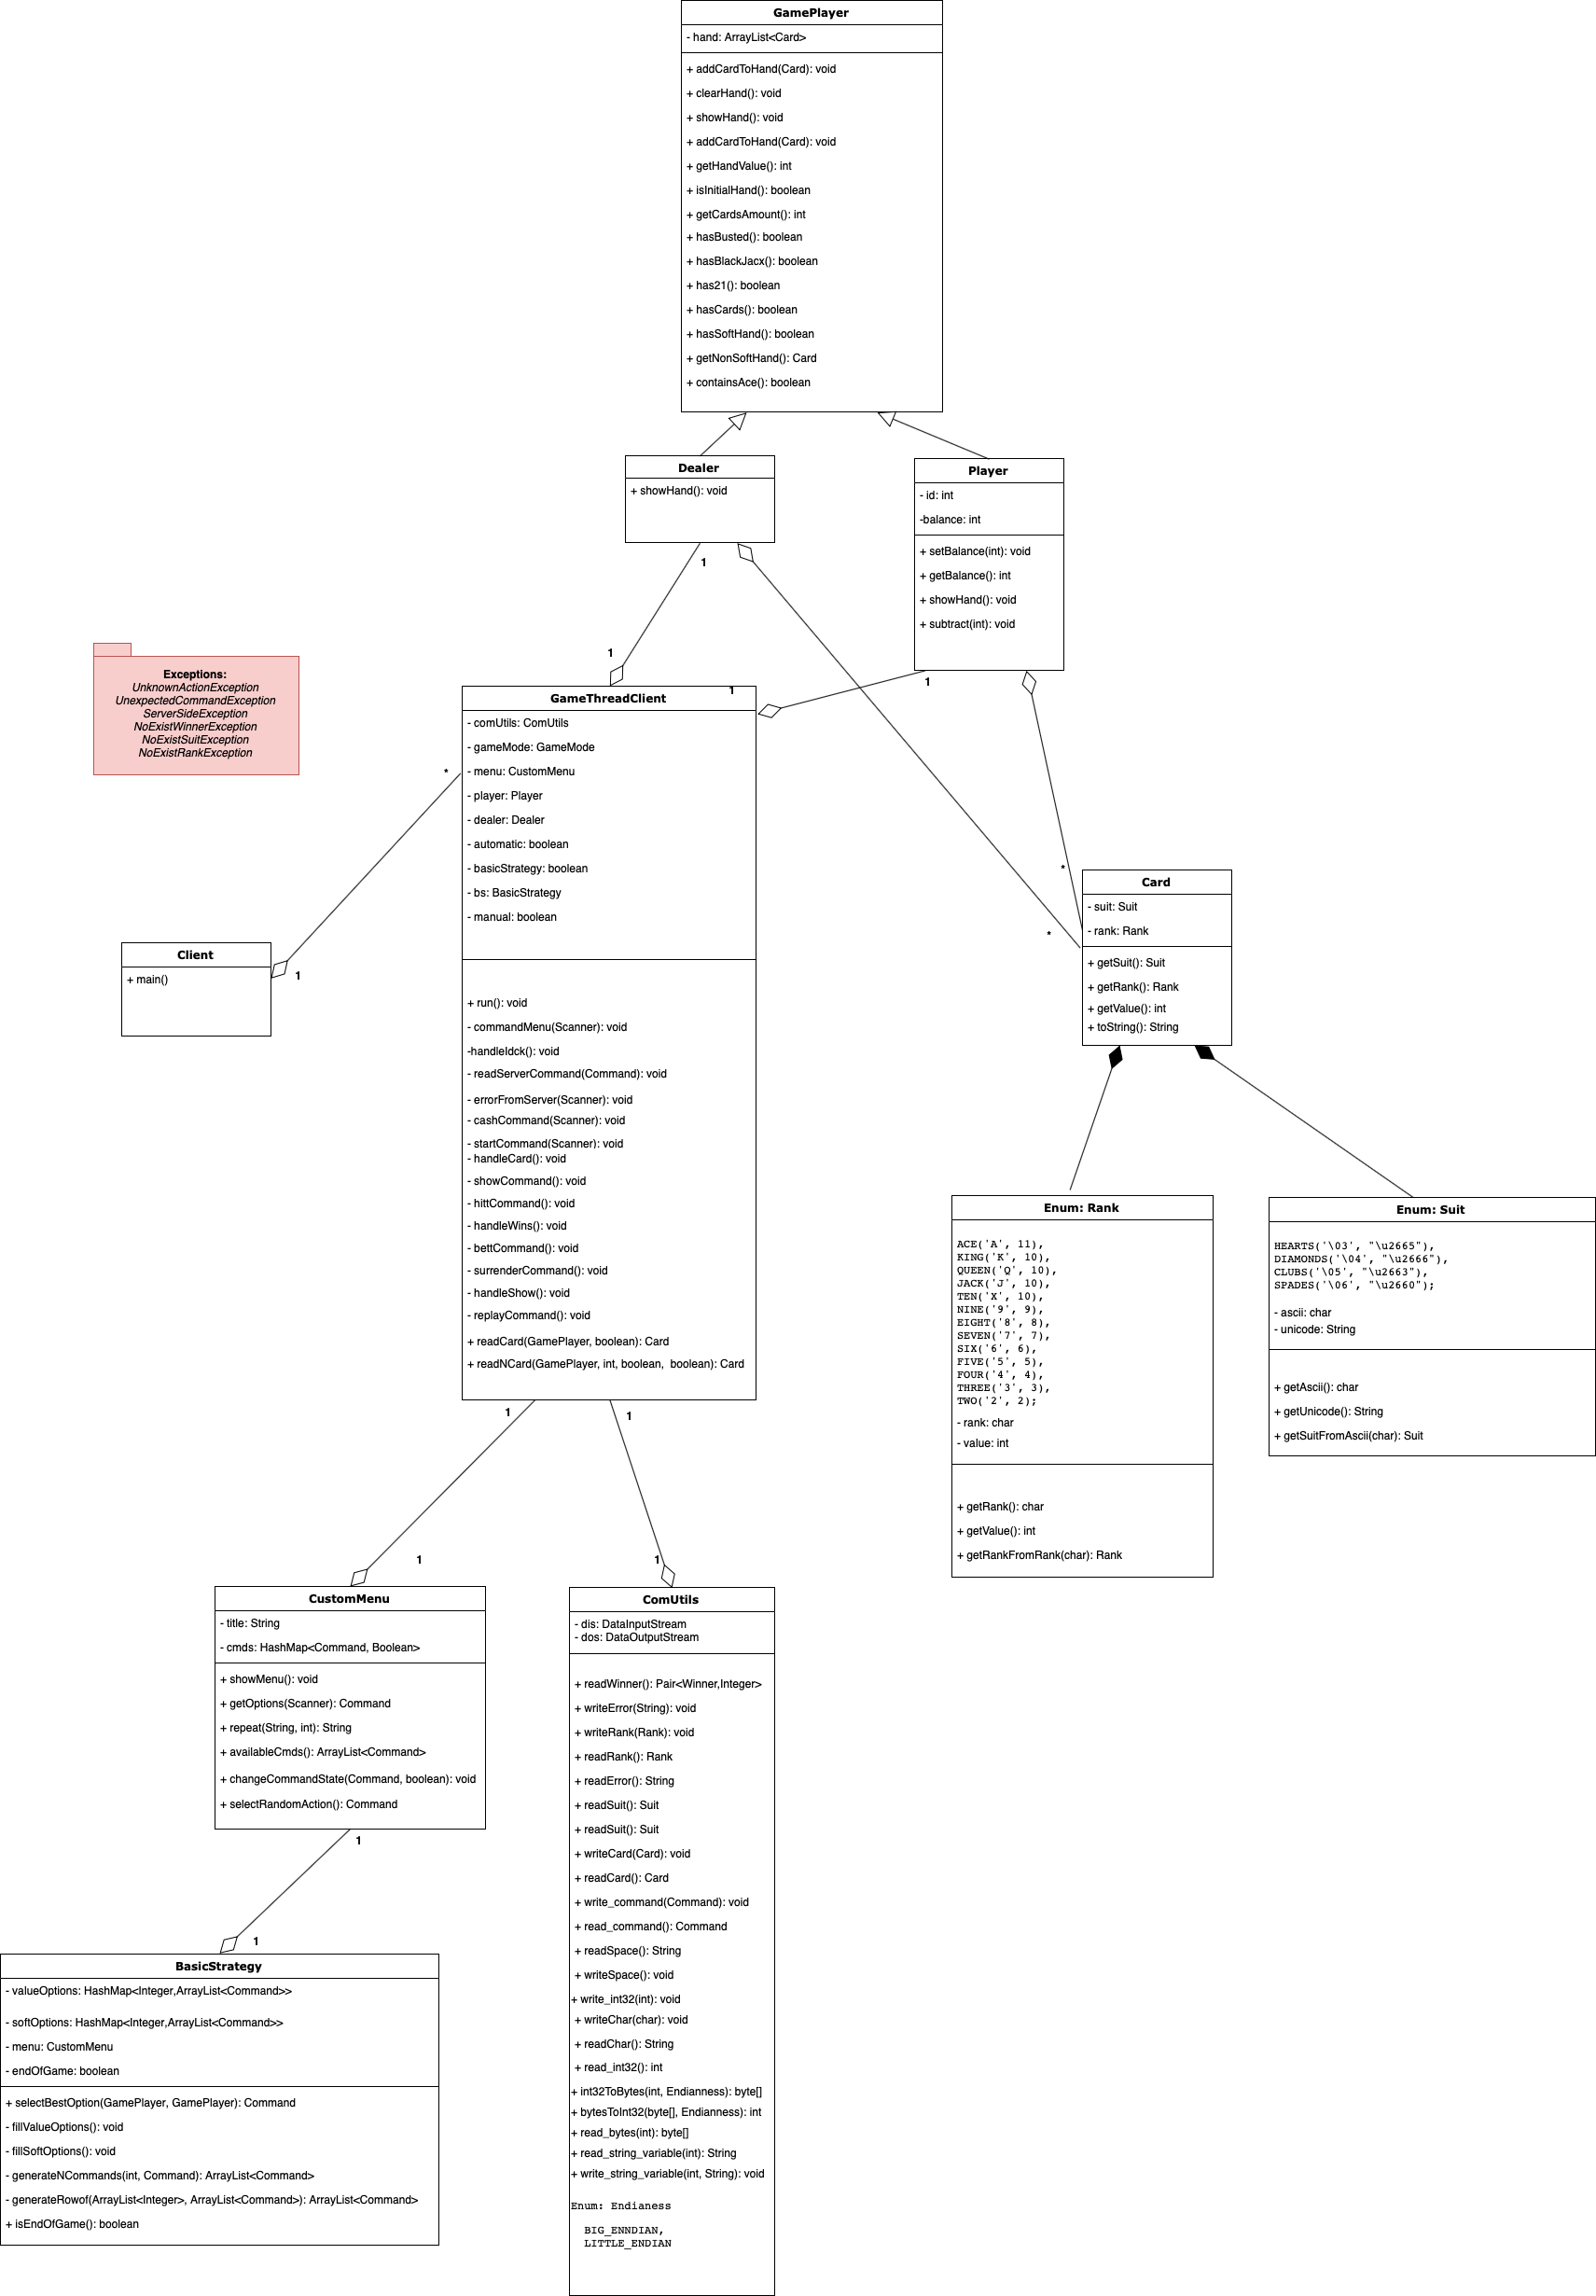 GamePlayer
- hand: ArrayList<Card>
+ addCardToHand(Card): void
+ clearHand(): void
+ showHand(): void
+ addCardToHand(Card): void
+ getHandValue(): int
+ isInitialHand(): boolean
+ getCardsAmount(): int
+ hasBusted(): boolean
+ hasBlackJacx(): boolean
+ has21(): boolean
+ hasCards(): boolean
+ hasSoftHand(): boolean
+ getNonSoftHand(): Card
+ containsAce(): boolean
Dealer
+ showHand(): void
1
Player
- id: int
-balance: int
+ setBalance(int): void
+ getBalance(): int
+ showHand(): void
+ subtract(int): void
1
Exceptions:
UnknownActionException
UnexpectedCommandException
ServerSideException
NoExistWinnerException
NoExistSuitException
NoExistRankException
1
1
GameThreadClient
- comUtils: ComUtils
- gameMode: GameMode
- menu: CustomMenu
- player: Player
- dealer: Dealer
- automatic: boolean
- basicStrategy: boolean
- bs: BasicStrategy
- manual: boolean
+ run(): void
- commandMenu(Scanner): void
-handleIdck(): void
- readServerCommand(Command): void
- errorFromServer(Scanner): void
- cashCommand(Scanner): void
- startCommand(Scanner): void
- handleCard(): void
- showCommand(): void
- hittCommand(): void
- handleWins(): void
- bettCommand(): void
- surrenderCommand(): void
- handleShow(): void
- replayCommand(): void
+ readCard(GamePlayer, boolean): Card
+ readNCard(GamePlayer, int, boolean, boolean): Card
*
Client
+ main()
1
*
*
Card
- suit: Suit
- rank: Rank
+ getSuit(): Suit
+ getRank(): Rank
+ getValue(): int
+ toString(): String
Enum: Rank
ACE('A', 11),
KING('K', 10),
QUEEN('Q', 10),
JACK('J', 10),
TEN('X', 10),
NINE('9', 9),
EIGHT('8', 8),
SEVEN('7', 7),
SIX('6', 6),
FIVE('5', 5),
FOUR('4', 4),
THREE('3', 3),
TWO('2', 2);
- rank: char
- value: int
+ getRank(): char
+ getValue(): int
+ getRankFromRank(char): Rank
Enum: Suit
HEARTS('\03', "\u2665"),
DIAMONDS('\04', "\u2666"),
CLUBS('\05', "\u2663"),
SPADES('\06', "\u2660");
- ascii: char
- unicode: String
+ getAscii(): char
+ getUnicode(): String
+ getSuitFromAscii(char): Suit
1
1
1
1
CustomMenu
- title: String
- cmds: HashMap<Command, Boolean>
+ showMenu(): void
+ getOptions(Scanner): Command
+ repeat(String, int): String
+ availableCmds(): ArrayList<Command>
+ changeCommandState(Command, boolean): void
+ selectRandomAction(): Command
1
1
ComUtils
- dis: DataInputStream
- dos: DataOutputStream
+ readWinner(): Pair<Winner,Integer>
+ writeError(String): void
+ writeRank(Rank): void
+ readRank(): Rank
+ readError(): String
+ readSuit(): Suit
+ readSuit(): Suit
+ writeCard(Card): void
+ readCard(): Card
+ write_command(Command): void
+ read_command(): Command
+ readSpace(): String
+ writeSpace(): void
+ write_int32(int): void
+ writeChar(char): void
+ readChar(): String
+ read_int32(): int
+ int32ToBytes(int, Endianness): byte[]
+ bytesToInt32(byte[], Endianness): int
+ read_bytes(int): byte[]
+ read_string_variable(int): String
+ write_string_variable(int, String): void
Enum: Endianess
BIG_ENNDIAN,
LITTLE_ENDIAN
BasicStrategy
- valueOptions: HashMap<Integer,ArrayList<Command>>
- softOptions: HashMap<Integer,ArrayList<Command>>
- menu: CustomMenu
- endOfGame: boolean
+ selectBestOption(GamePlayer, GamePlayer): Command
- fillValueOptions(): void
- fillSoftOptions(): void
- generateNCommands(int, Command): ArrayList<Command>
- generateRowof(ArrayList<Integer>, ArrayList<Command>): ArrayList<Command>
+ isEndOfGame(): boolean